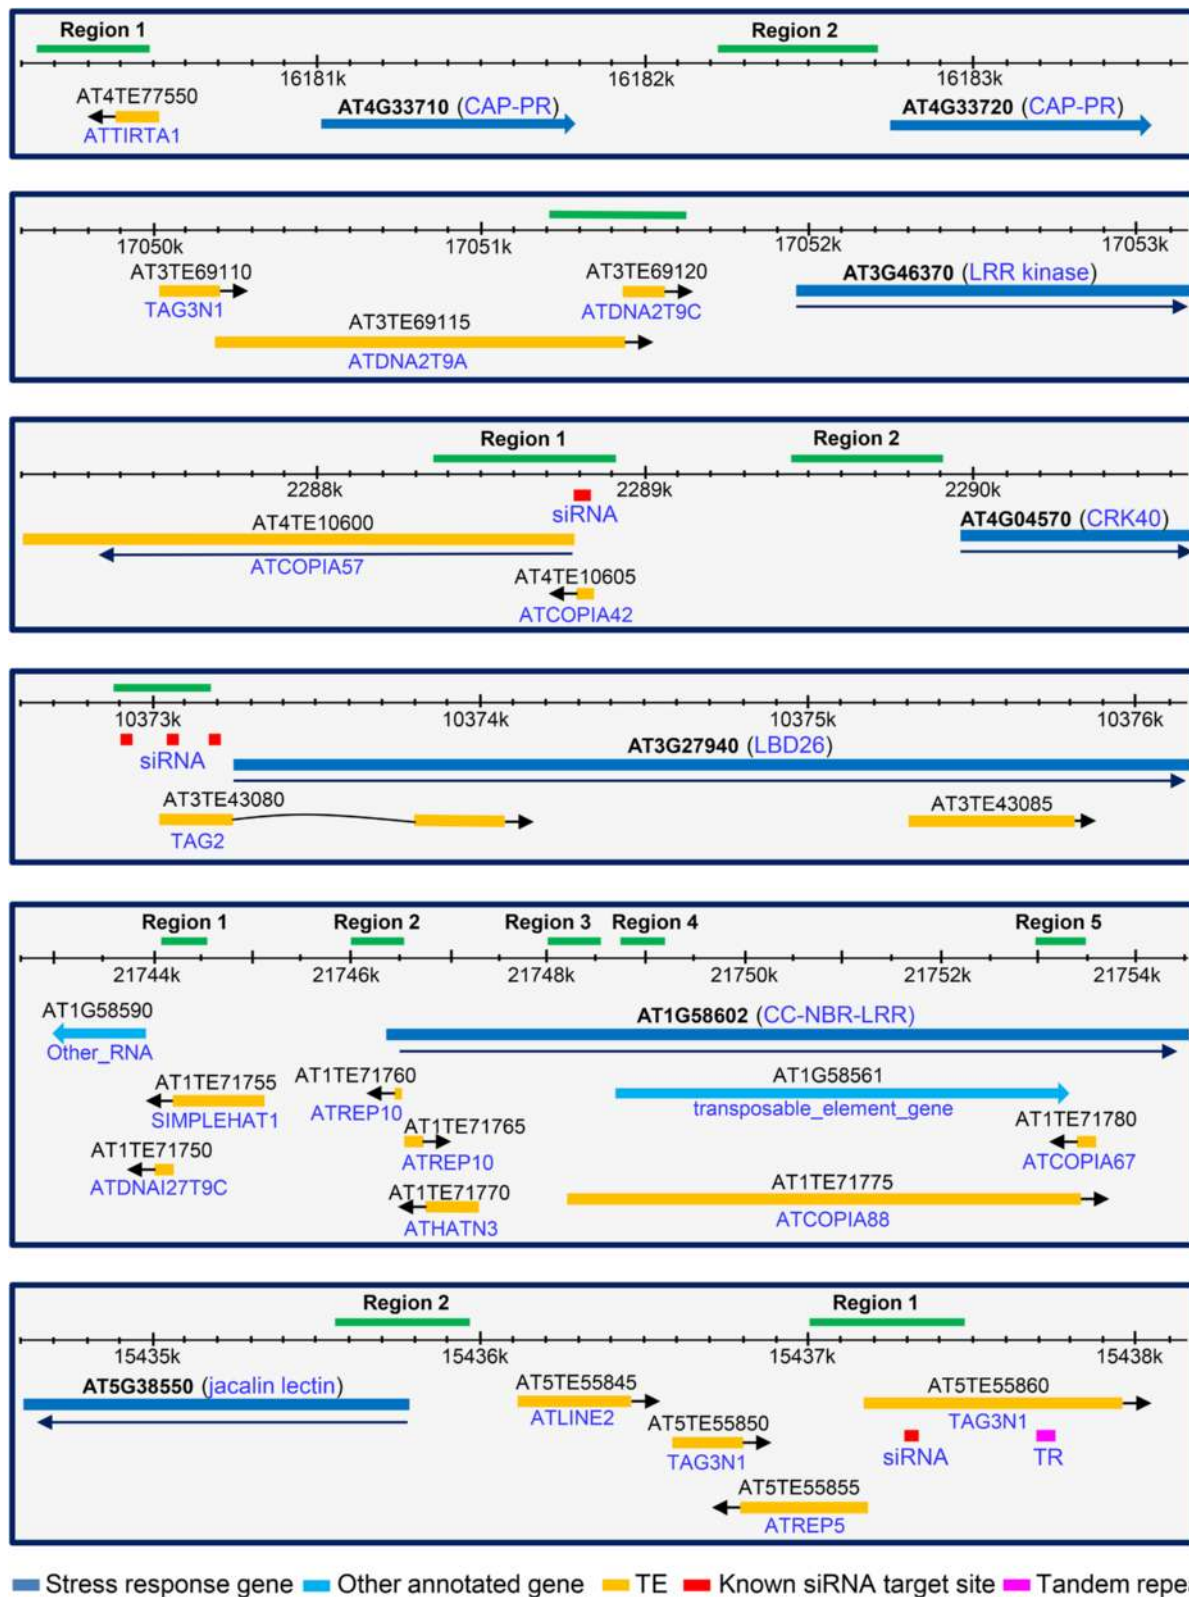 Region 1 Region 2
16181k 16182k 16183k
AT4TE77550 AT4G33710 (CAP-PR) AT4G33720 (CAP-PR)
ATTIRTA1
17050k 17051k 17052k 17053k
AT3TE69110 AT3TE69120 AT3G46370 (LRR kinase)
TAG3N1 ATDNA2T9C
AT3TE69115
ATDNA2T9A
Region 1 Region 2
2288k 2289k 2290k
siRNA
AT4TE10600 AT4G04570 (CRK40)
ATCOPIA57
AT4TE10605
ATCOPIA42
10373k 10374k 10375k 10376k
siRNA AT3G27940 (LBD26)
AT3TE43080 AT3TE43085
TAG2
Region 1 Region 2 Region 3 Region 4 Region 5
21744k 21746k 21748k 21750k 21752k 21754k
AT1G58590 AT1G58602 (CC-NBR-LRR)
Other_RNA
AT1TE71755 AT1TE71760 AT1G58561
SIMPLEHAT1 ATREP10 transposable_element_gene
AT1TE71750 AT1TE71765 AT1TE71780
ATDNAI27T9C ATREP10 ATCOPIA67
AT1TE71770 AT1TE71775
ATHATN3 ATCOPIA88
Region 2 Region 1
15435k 15436k 15437k 15438k
AT5G38550 (jacalin lectin) AT5TE55845 AT5TE55860
ATLINE2 TAG3N1
AT5TE55850
TAG3N1 siRNA TR
AT5TE55855
ATREP5
Stress response gene Other annotated gene TE Known siRNA target site Tandem repea